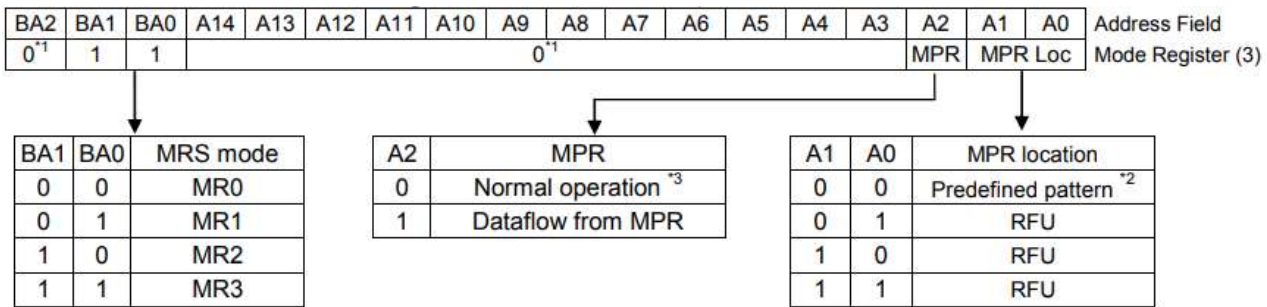 BA2 BA1 BA0 A14 A13 A12 A11 A10 A9 A8 A7 A6 A5 A4 A3 A2 A1 A0 Address Field
0*1 1 1 0*1 MPR MPR Loc Mode Register (3)
BA1 BA0 MRS mode
0 0 MR0
0 1 MR1
1 0 MR2
1 1 MR3
A2 MPR
0 Normal operation *3
1 Dataflow from MPR
A1 A0 MPR location
0 0 Predefined pattern *2
0 1 RFU
1 0 RFU
1 1 RFU